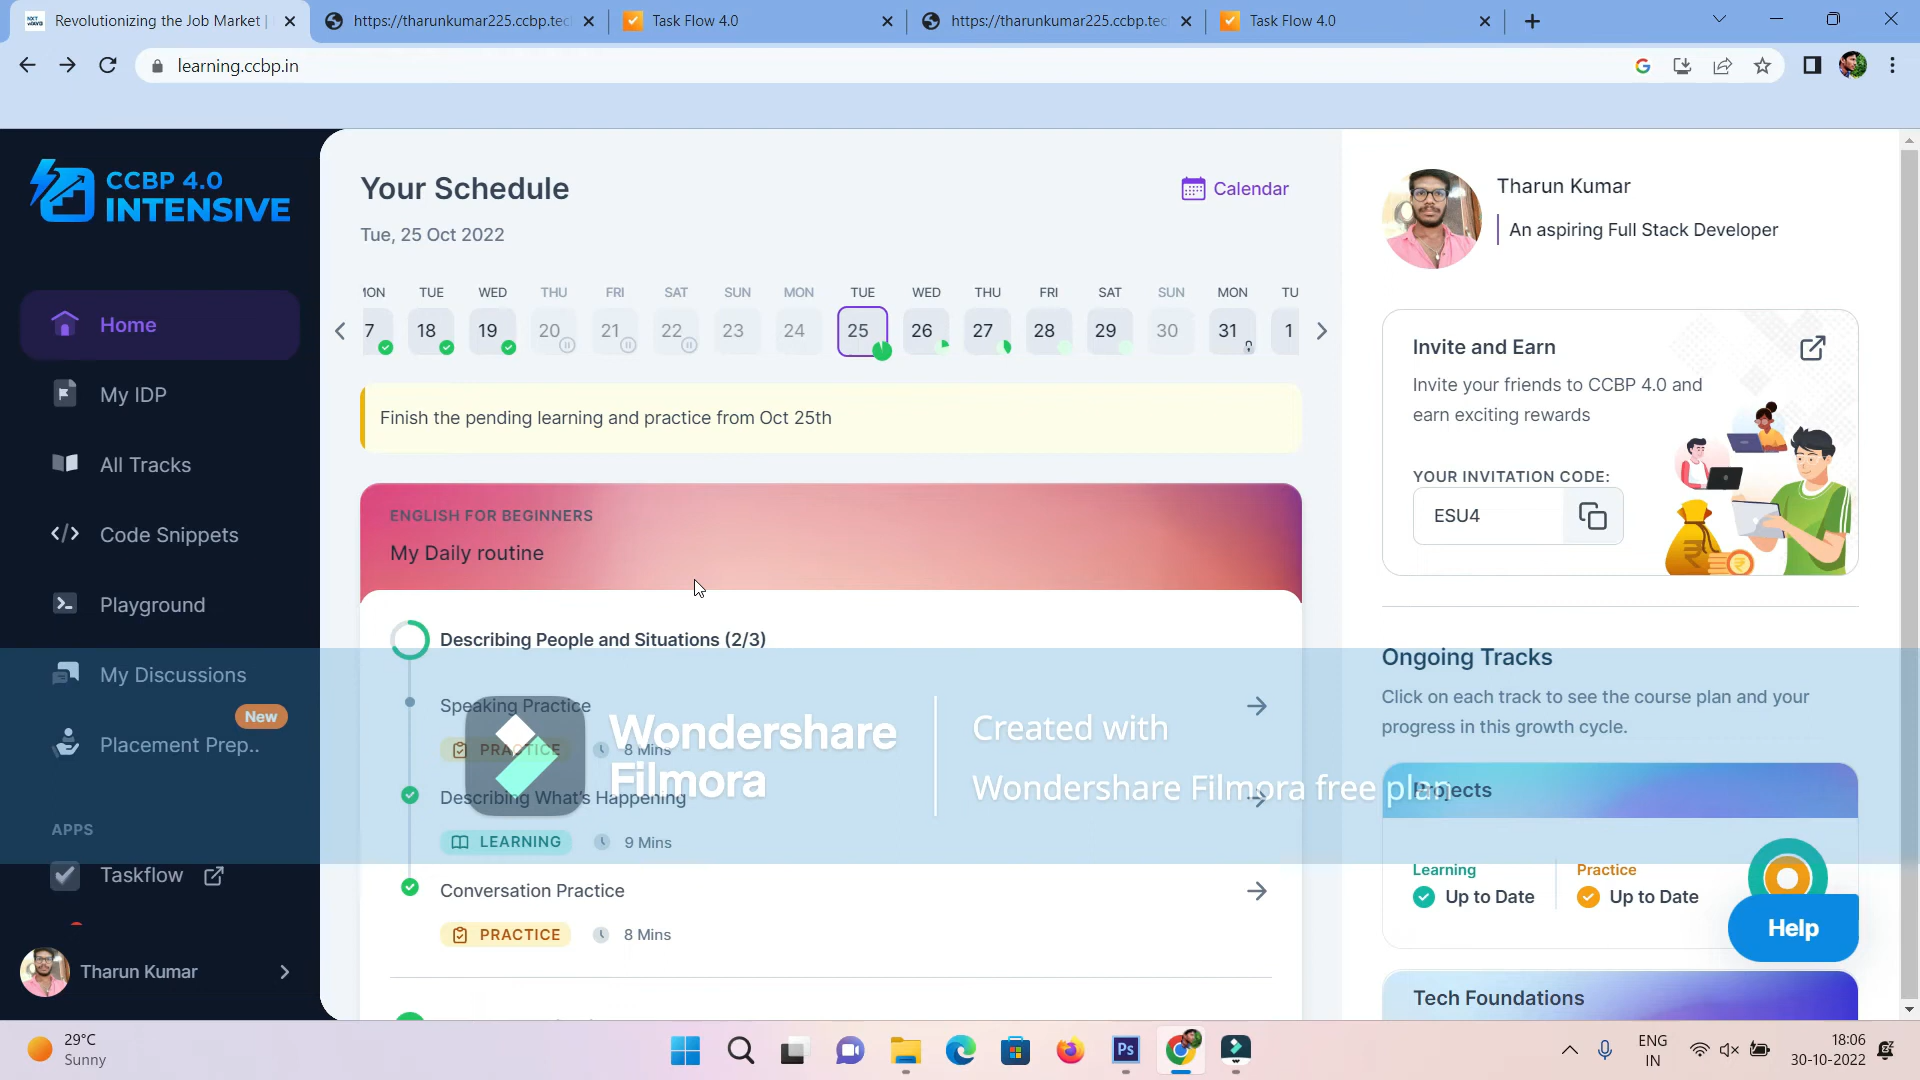 Revolutionizing the Job Market |
https://tharunkumar225.ccbp.tec
Task Flow 4.0
https://tharunkumar225.ccbp.tec
Task Flow 4.0
learning.ccbp.in
CCBP 4.0
INTENSIVE
Home
My IDP
All Tracks
Code Snippets
Playground
My Discussions
New
Placement Prep..
APPS
Taskflow
Tharun Kumar
Your Schedule
Calendar
Tue, 25 Oct 2022
MON TUE WED THU FRI SAT SUN MON TUE WED THU FRI SAT SUN MON TU
7 18 19 20 21 22 23 24 25 26 27 28 29 30 31 1
Finish the pending learning and practice from Oct 25th
ENGLISH FOR BEGINNERS
My Daily routine
Describing People and Situations (2/3)
Speaking Practice
PRACTICE 8 Mins
Describing What's Happening
LEARNING 9 Mins
Conversation Practice
PRACTICE 8 Mins
Wondershare
Filmora
Created with
Wondershare Filmora free plan
Tharun Kumar
An aspiring Full Stack Developer
Invite and Earn
Invite your friends to CCBP 4.0 and
earn exciting rewards
YOUR INVITATION CODE:
ESU4
Ongoing Tracks
Click on each track to see the course plan and your
progress in this growth cycle.
Projects
Learning
Up to Date
Practice
Up to Date
Help
Tech Foundations
29°C
Sunny
Ps
ENG
IN
18:06
30-10-2022